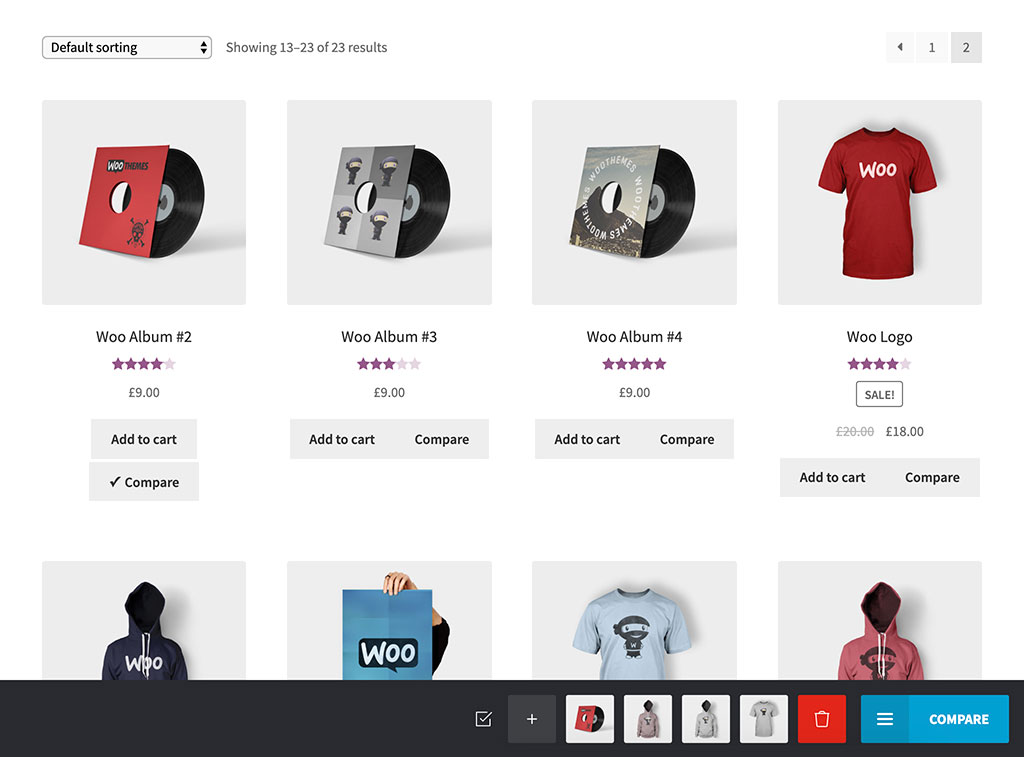 Default sorting
Showing 13–23 of 23 results
1
2
WOOTHEMES
WOOTHEMES WOOTHEMES WOOTHEMES
WOO
Woo Album #2
Woo Album #3
Woo Album #4
Woo Logo
£9.00
£9.00
£9.00
SALE!
£20.00 £18.00
Add to cart
Add to cart
Compare
Add to cart
Compare
✔ Compare
Add to cart
Compare
WOO
WOO
W
+
COMPARE